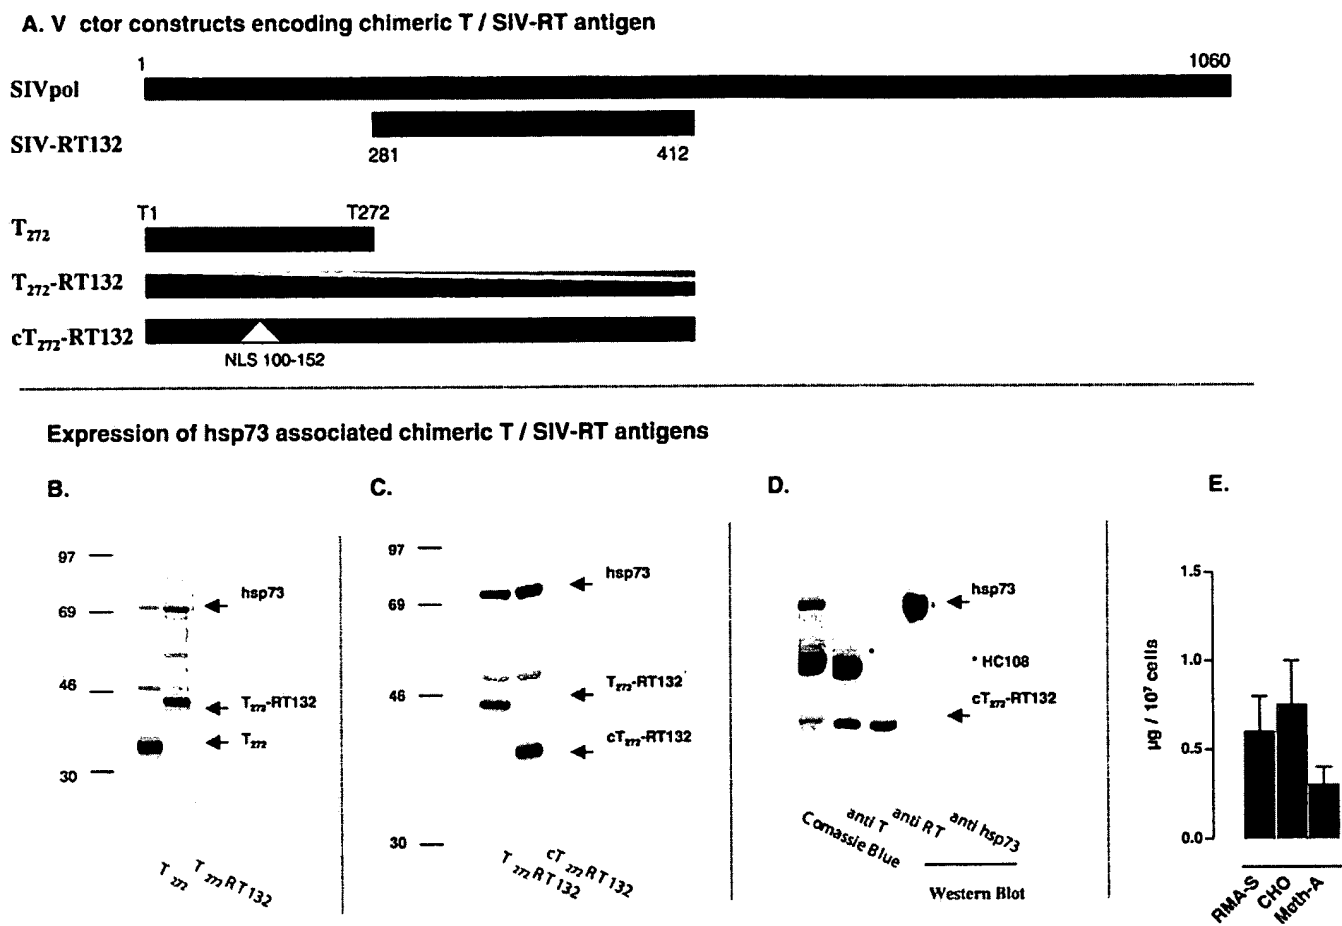 A. V ctor constructs encoding chimeric T / SIV-RT antigen
1
1060
SIVpol
SIV-RT132
281
412
T1
T272
T272
T272-RT132
cT272-RT132
NLS 100-152
Expression of hsp73 associated chimeric T / SIV-RT antigens
B.
97
69
46
30
hsp73
T272-RT132
T272
T272
T272RT132
C.
97
69
46
30
hsp73
T272-RT132
cT272-RT132
T272RT132
cT272RT132
D.
hsp73
* HC108
cT272-RT132
Comassie Blue
anti T
anti RT
anti hsp73
Western Blot
E.
µg / 10⁷ cells
1.5
1.0
0.5
0.0
RMA-S
CHO
Meth-A